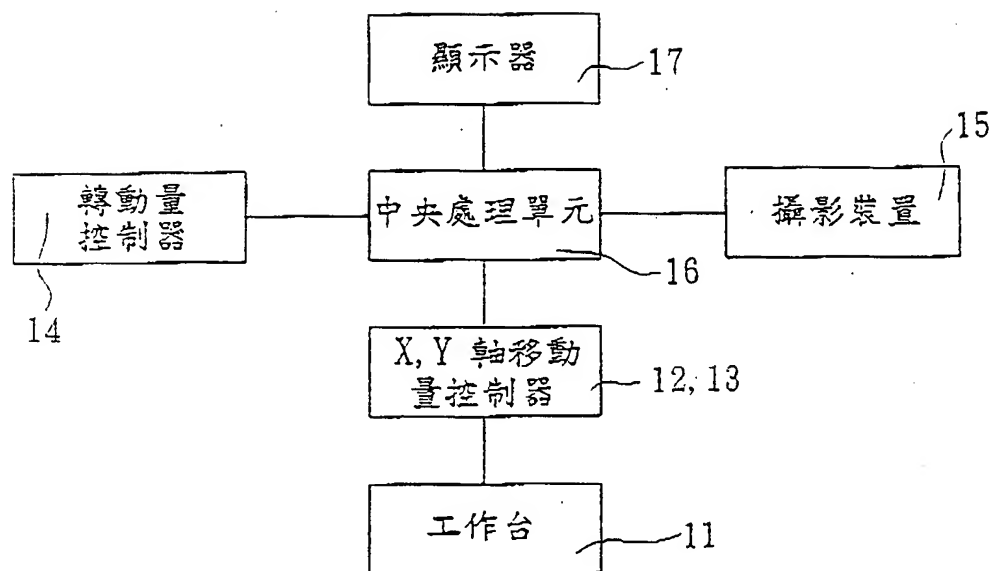 顯示器
17
15
轉動量
控制器
中央處理單元
攝影裝置
16
14
X, Y 軸移動
量控制器
12, 13
工作台
11